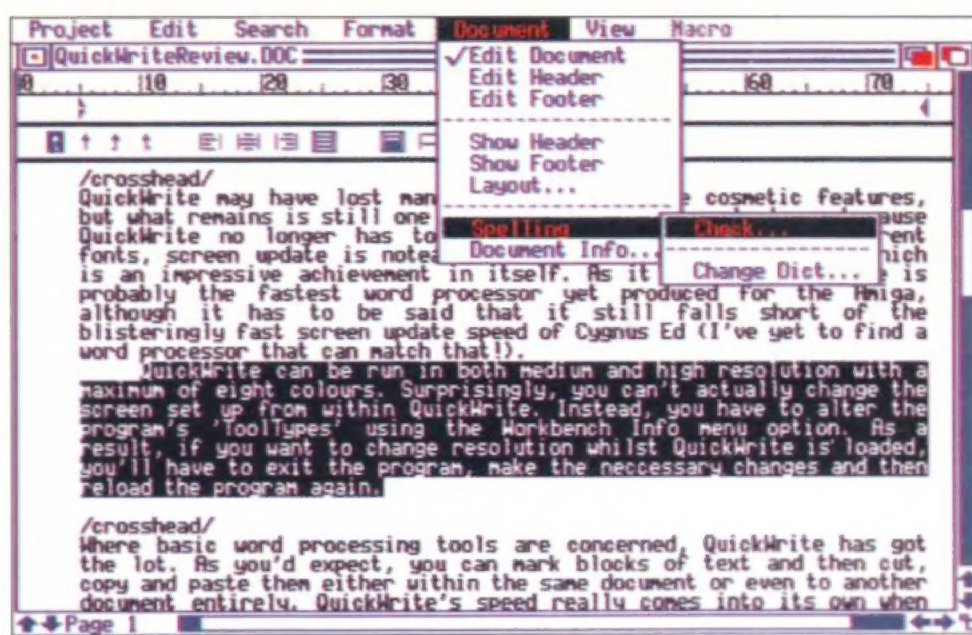 Project Edit Search Format Document View Macro
QuickWriteReview.DOC
0 10 20 30 60 70
✓Edit Document
Edit Header
Edit Footer
Show Header
Show Footer
Layout...
Spelling
Document Info...
Check...
Change Dict...
/crosshead/
QuickWrite may have lost cosmetic features,
but what remains is still one
QuickWrite no longer has to
fonts, screen update is
is an impressive achievement in itself. As it is
probably the fastest word processor yet produced for the Amiga,
although it has to be said that it still falls short of the
blisteringly fast screen update speed of Cygnus Ed (I've yet to find a
word processor that can match that!).
QuickWrite can be run in both medium and high resolution with a
maximum of eight colours. Surprisingly, you can't actually change the
screen set up from within QuickWrite. Instead, you have to alter the
program's 'ToolTypes' using the Workbench Info menu option. As a
result, if you want to change resolution whilst QuickWrite is loaded,
you'll have to exit the program, make the neccessary changes and then
reload the program again.
/crosshead/
Where basic word processing tools are concerned, QuickWrite has got
the lot. As you'd expect, you can mark blocks of text and then cut,
copy and paste them either within the same document or even to another
document entirely. QuickWrite's speed really comes into its own when
Page 1